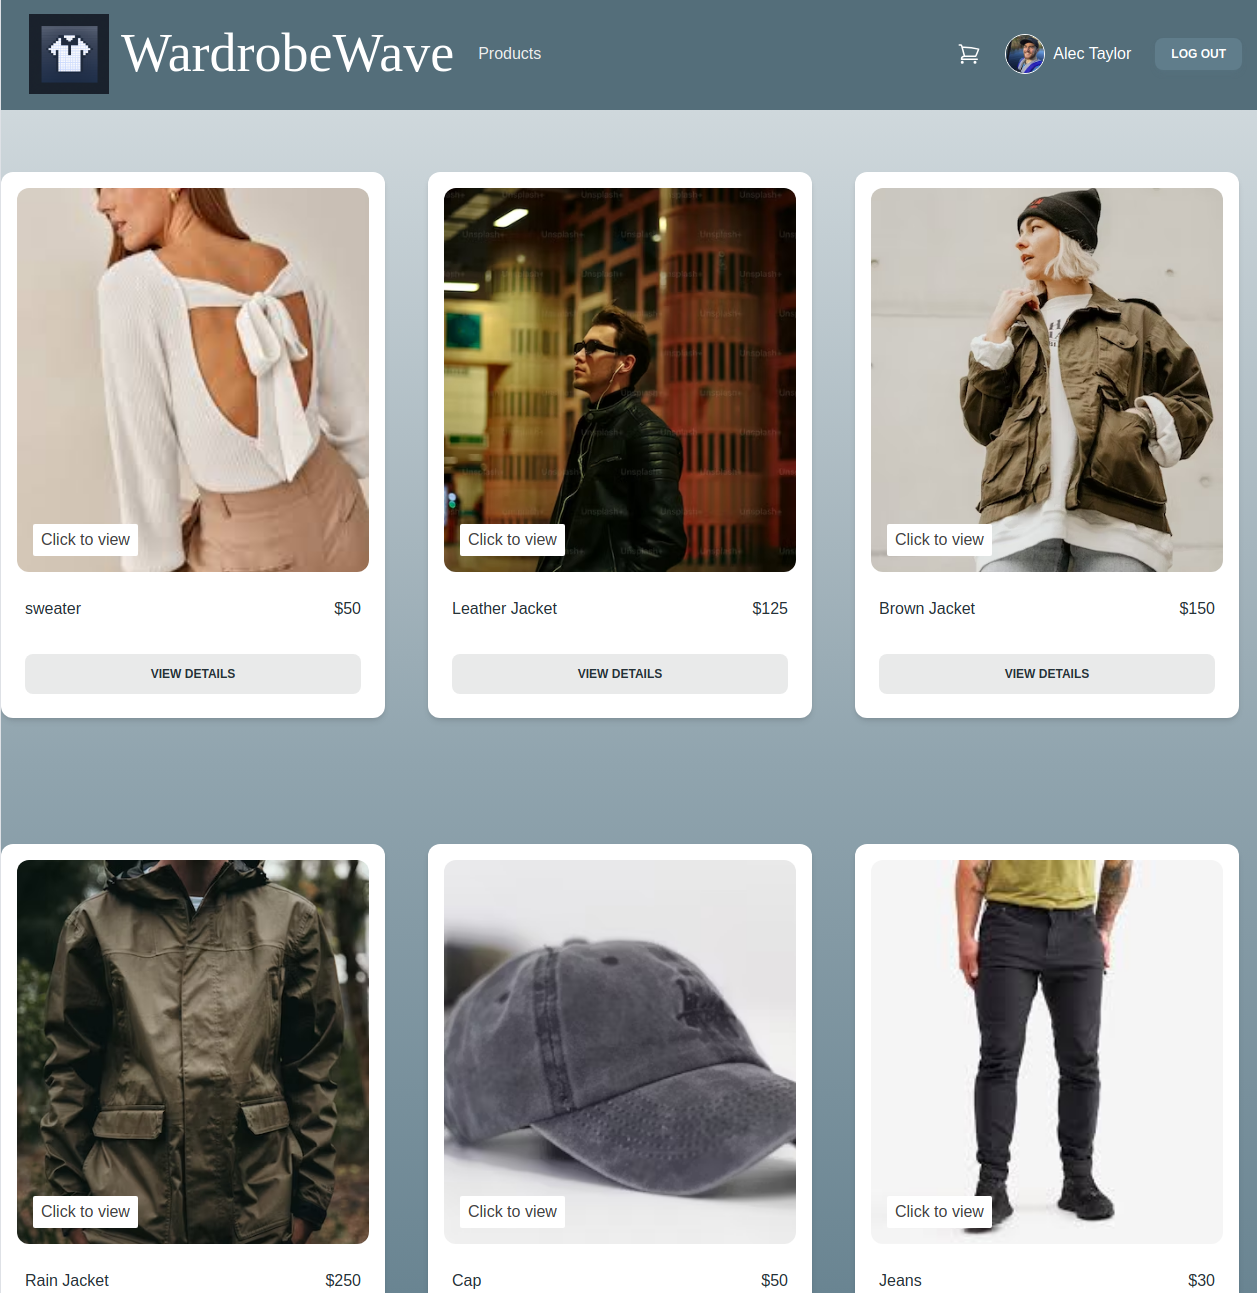 WardrobeWave
Products
Alec Taylor
LOG OUT
Unsplash+
Click to view
Click to view
Click to view
sweater
$50
Leather Jacket
$125
Brown Jacket
$150
VIEW DETAILS
VIEW DETAILS
VIEW DETAILS
Click to view
Click to view
Click to view
Rain Jacket
$250
Cap
$50
Jeans
$30